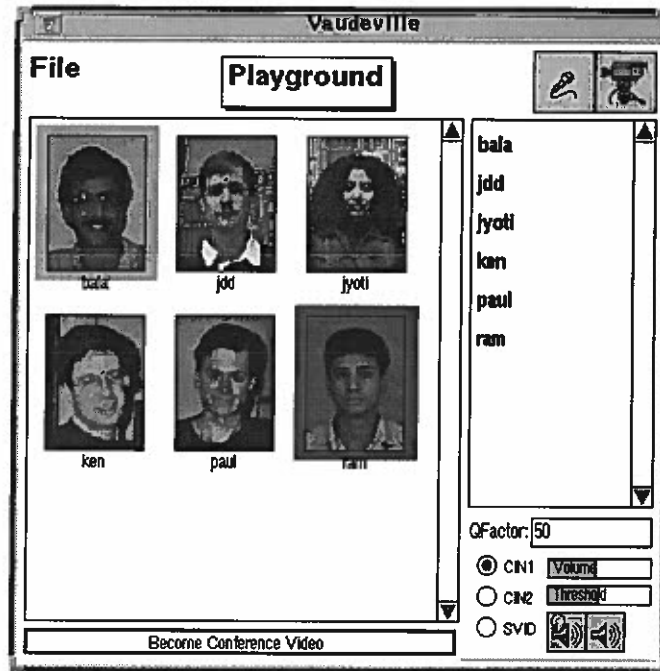 Vaudeville
File
Playground
bala
jdd
jyoti
ken
paul
ram
bala
jdd
jyoti
ken
paul
ram
QFactor: 50
CIN1
Volume
CIN2
Threshold
SVID
Become Conference Video